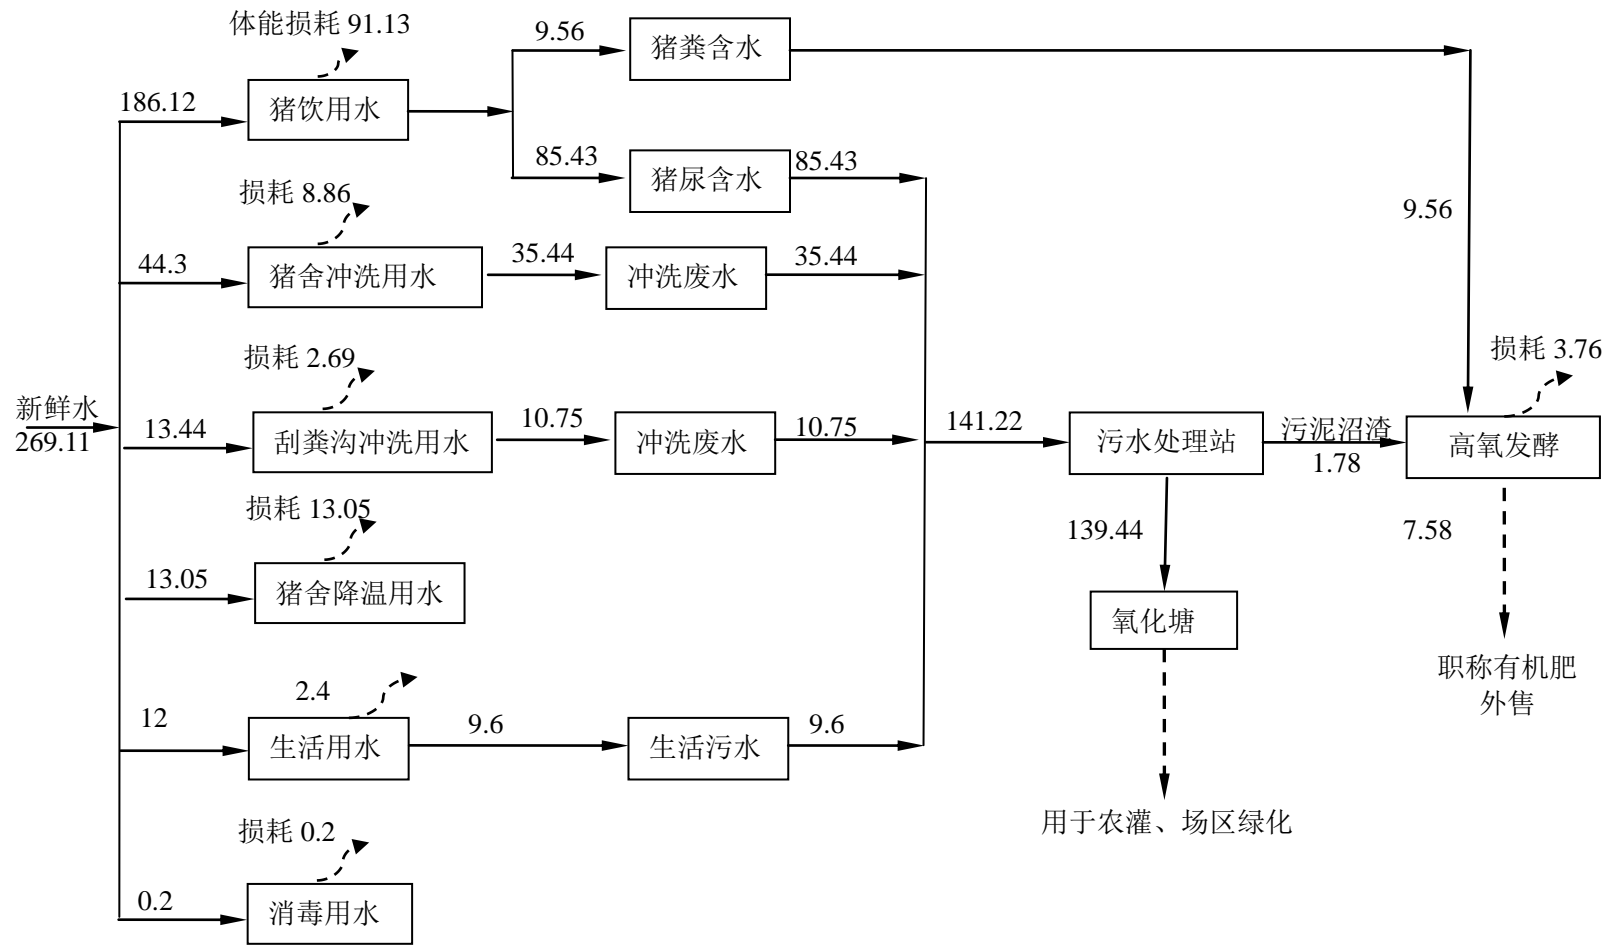 体能损耗 91.13
9.56
猪粪含水
186.12
猪饮用水
85.43
猪尿含水
85.43
损耗 8.86
9.56
44.3
猪舍冲洗用水
35.44
冲洗废水
35.44
损耗 2.69
损耗 3.76
新鲜水
269.11
13.44
刮粪沟冲洗用水
10.75
冲洗废水
10.75
141.22
污水处理站
污泥沼渣
1.78
高氧发酵
损耗 13.05
139.44
7.58
13.05
猪舍降温用水
氧化塘
职称有机肥
外售
2.4
12
生活用水
9.6
生活污水
9.6
用于农灌、场区绿化
损耗 0.2
0.2
消毒用水